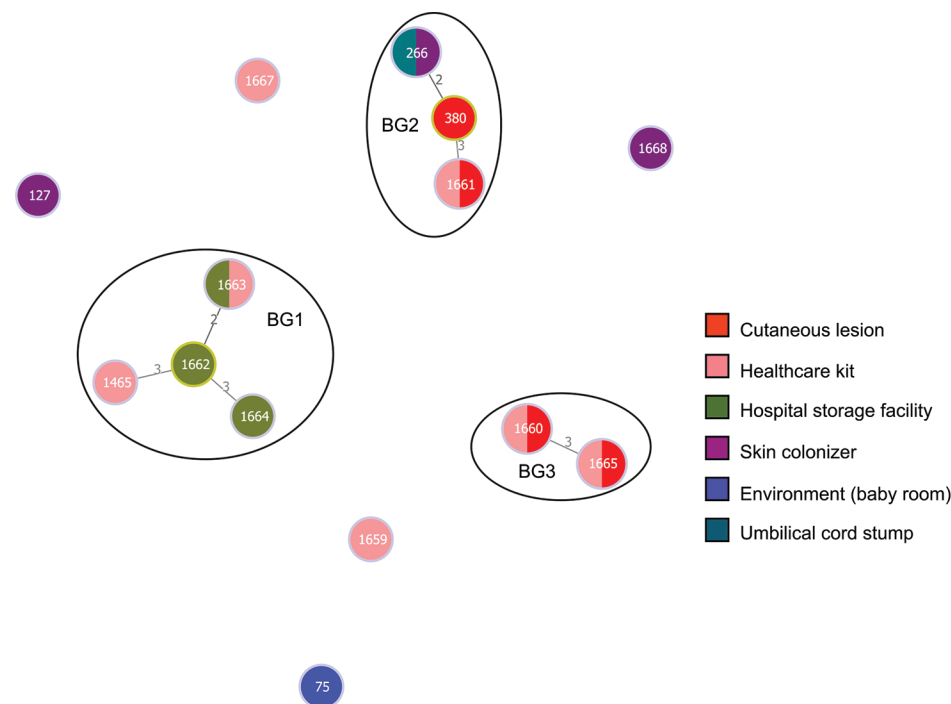 266
1667
2
380
BG2
3
1668
1661
127
1663
BG1
2
1662
3
1465
3
1664
Cutaneous lesion
Healthcare kit
Hospital storage facility
Skin colonizer
Environment (baby room)
Umbilical cord stump
1660
3
1665
BG3
1659
75